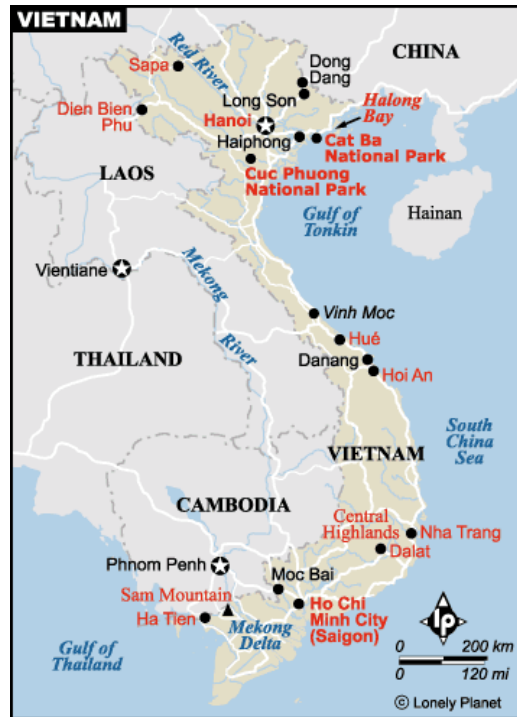 VIETNAM
CHINA
Dong
Dang
Sapa
Red River
Long Son
Halong
Bay
Dien Bien
Phu
Hanoi
Haiphong
Cat Ba
National Park
Cuc Phuong
National Park
LAOS
Gulf of
Tonkin
Hainan
Vientiane
Mekong
River
Vinh Moc
Hué
THAILAND
Danang
Hoi An
South
China
Sea
VIETNAM
CAMBODIA
Central
Highlands
Nha Trang
Dalat
Phnom Penh
Moc Bai
Sam Mountain
Ho Chi
Minh City
(Saigon)
Ha Tien
Mekong
Delta
Gulf of
Thailand
lp
0 200 km
0 120 mi
© Lonely Planet